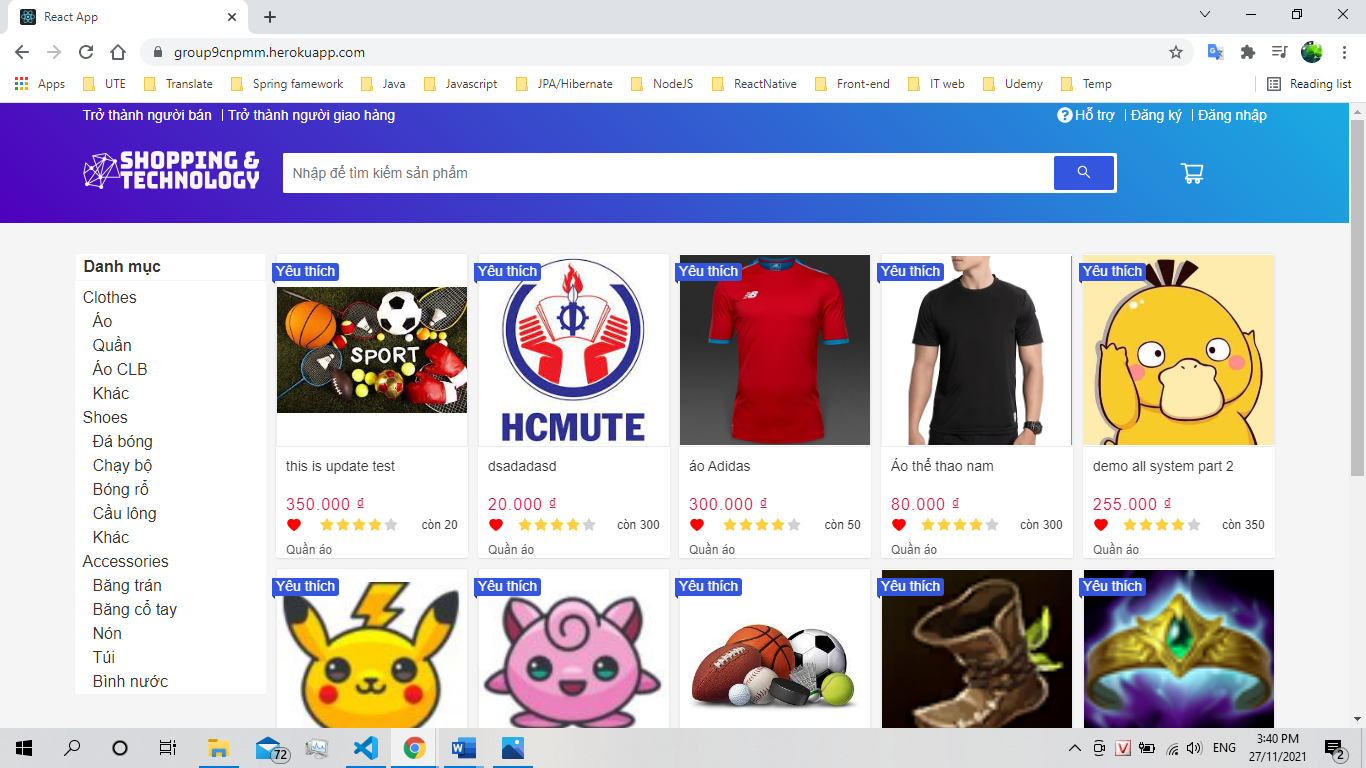 React App
group9cnpmm.herokuapp.com
Apps UTE Translate Spring famework Java Javascript JPA/Hibernate NodeJS ReactNative Front-end IT web Udemy Temp Reading list
Trở thành người bán | Trở thành người giao hàng
Hỗ trợ | Đăng ký | Đăng nhập
SHOPPING &
TECHNOLOGY
Nhập để tìm kiếm sản phẩm
Danh mục
Clothes
Áo
Quần
Áo CLB
Khác
Shoes
Đá bóng
Chạy bộ
Bóng rổ
Cầu lông
Khác
Accessories
Băng trán
Băng cổ tay
Nón
Túi
Bình nước
Yêu thích
SPORT
this is update test
350.000 ₫
còn 20
Quần áo
Yêu thích
HCMUTE
dsadadasd
20.000 ₫
còn 300
Quần áo
Yêu thích
áo Adidas
300.000 ₫
còn 50
Quần áo
Yêu thích
Áo thể thao nam
80.000 ₫
còn 300
Quần áo
Yêu thích
demo all system part 2
255.000 ₫
còn 350
Quần áo
Yêu thích
Yêu thích
Yêu thích
Yêu thích
Yêu thích
72
ENG
3:40 PM
27/11/2021
2